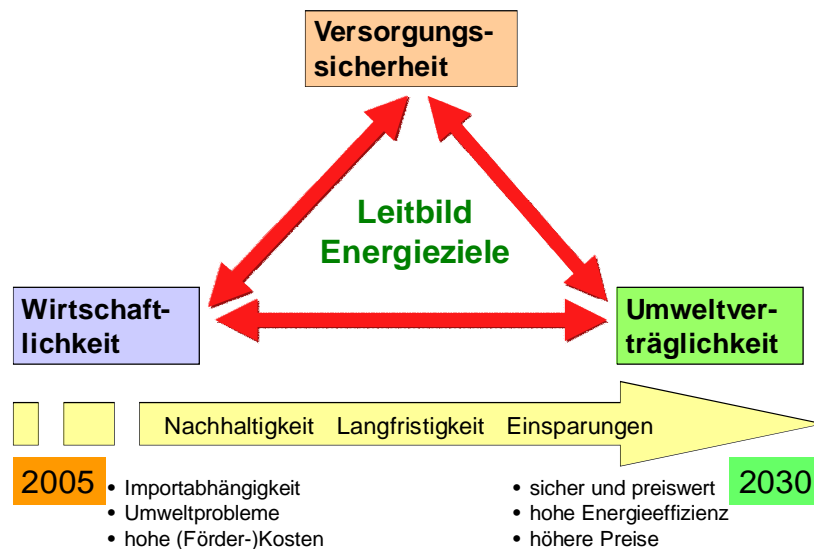 Versorgungs-
sicherheit
Leitbild
Energieziele
Wirtschaft-
lichkeit
Umweltver-
träglichkeit
Nachhaltigkeit Langfristigkeit Einsparungen
2005
• Importabhängigkeit
• Umweltprobleme
• hohe (Förder-)Kosten
• sicher und preiswert
• hohe Energieeffizienz
• höhere Preise
2030